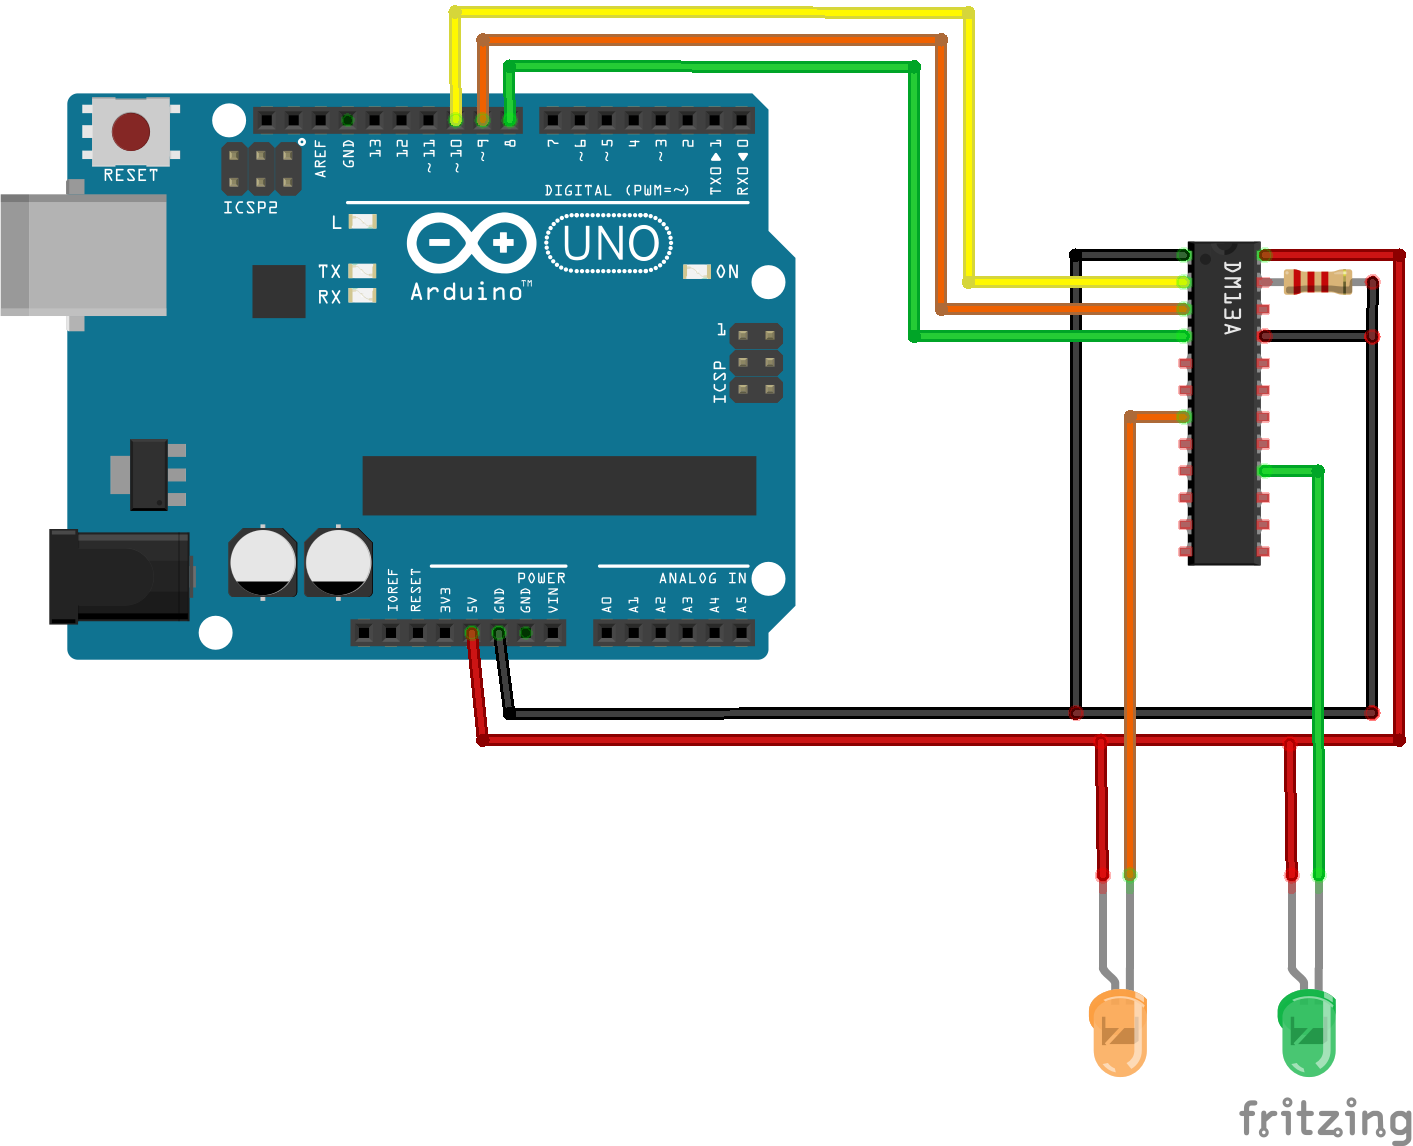 RESET
ICSP2
AREF
GND
13
12
~11
~10
~9
8
7
~6
~5
4
~3
2
TX0▶1
RX0◀0
DIGITAL (PWM=~)
L
TX
RX
Arduino™
UNO
ON
1
ICSP
DM13A
POWER
ANALOG IN
IOREF
RESET
3V3
5V
GND
GND
VIN
A0
A1
A2
A3
A4
A5
fritzing